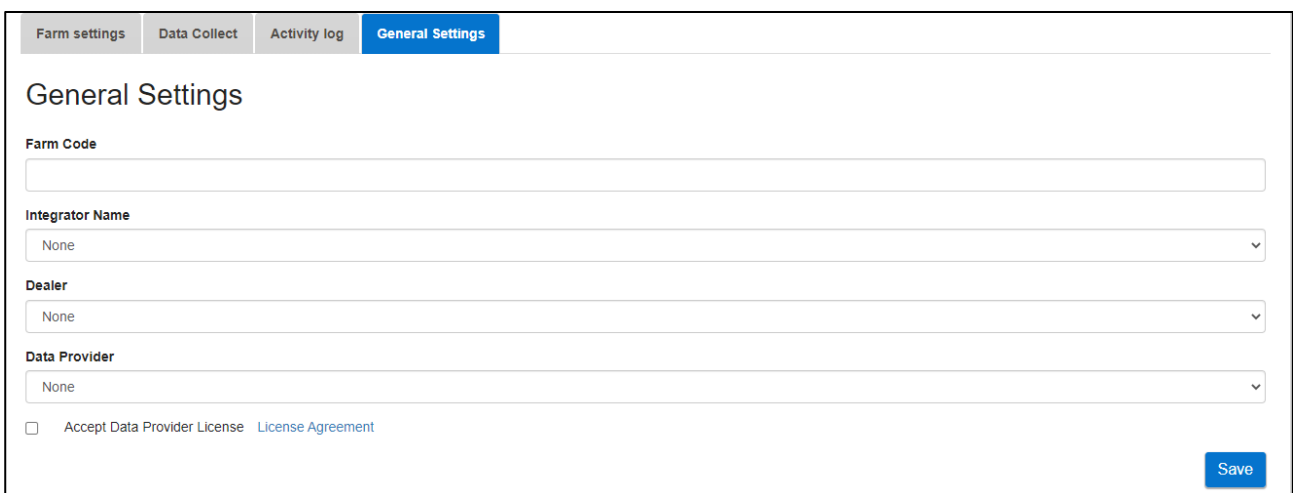 Farm settings Data Collect Activity log General Settings
General Settings
Farm Code
Integrator Name
None
Dealer
None
Data Provider
None
Accept Data Provider License License Agreement
Save